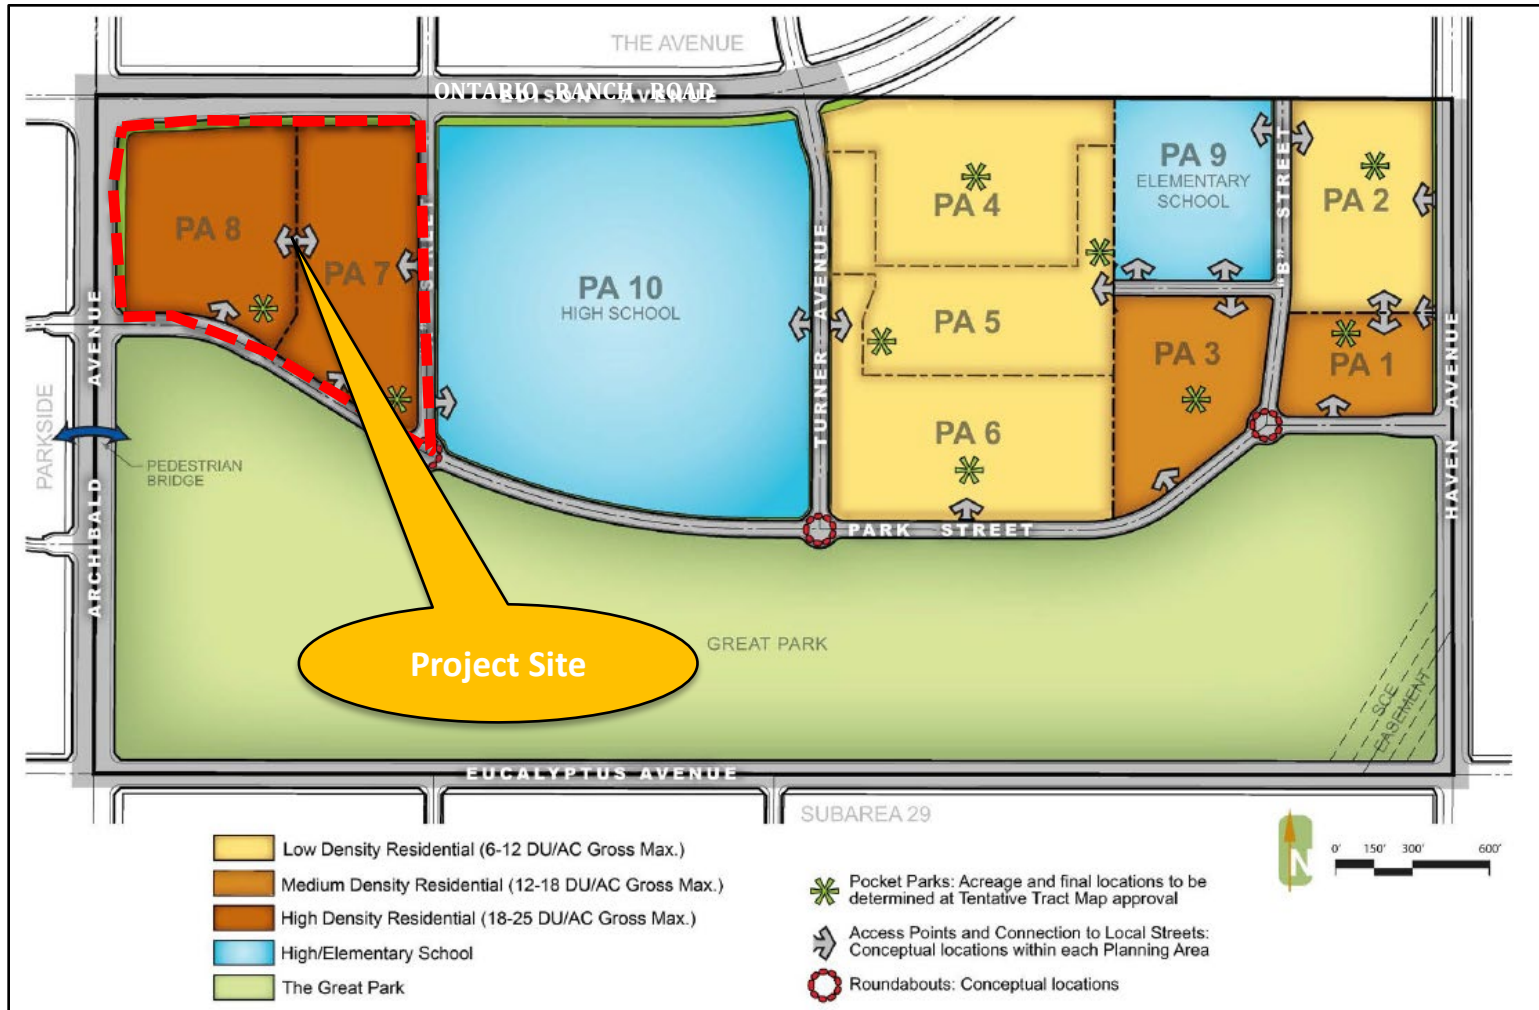 THE AVENUE
ONTARIO RANCH ROAD
EDISON AVENUE
PA 8
PA 7
STREET
PA 10
HIGH SCHOOL
TURNER AVENUE
PA 4
PA 5
PA 6
PA 9
ELEMENTARY
SCHOOL
"B" STREET
PA 2
PA 3
PA 1
HAVEN AVENUE
PARKSIDE
ARCHIBALD AVENUE
PEDESTRIAN
BRIDGE
PARK STREET
Project Site
GREAT PARK
SCE
EASEMENT
EUCALYPTUS AVENUE
SUBAREA 29
Low Density Residential (6-12 DU/AC Gross Max.)
Medium Density Residential (12-18 DU/AC Gross Max.)
High Density Residential (18-25 DU/AC Gross Max.)
High/Elementary School
The Great Park
Pocket Parks: Acreage and final locations to be
determined at Tentative Tract Map approval
Access Points and Connection to Local Streets:
Conceptual locations within each Planning Area
Roundabouts: Conceptual locations
N
0' 150' 300' 600'